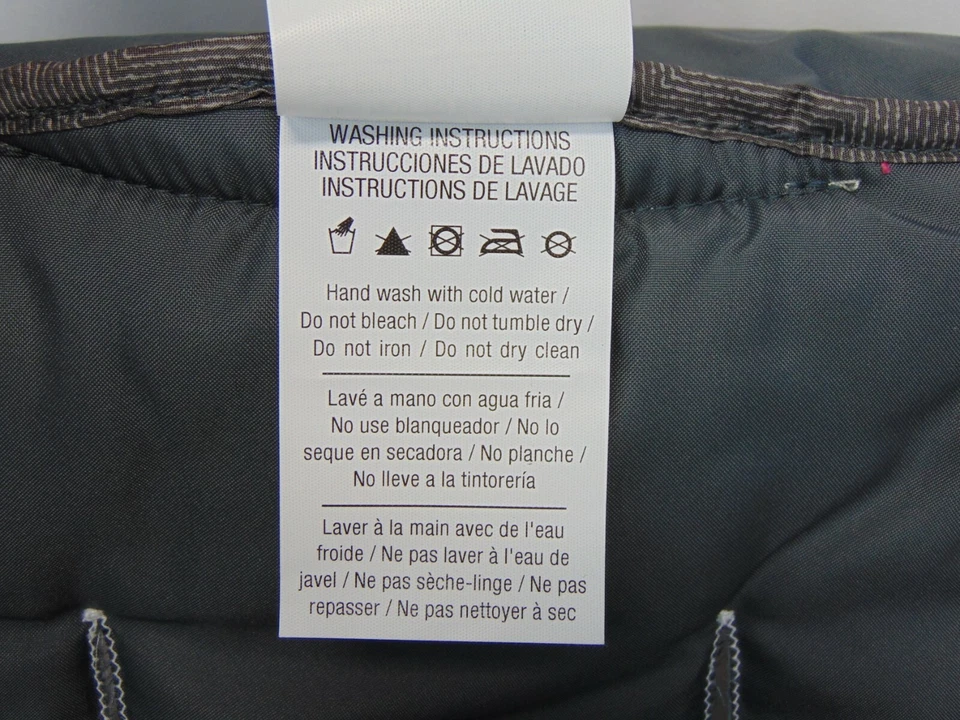 WASHING INSTRUCTIONS
INSTRUCCIONES DE LAVADO
INSTRUCTIONS DE LAVAGE
Hand wash with cold water /
Do not bleach / Do not tumble dry /
Do not iron / Do not dry clean
Lavé a mano con agua fria /
No use blanqueador / No lo
seque en secadora / No planche /
No lleve a la tintorería
Laver à la main avec de l'eau
froide / Ne pas laver à l'eau de
javel / Ne pas sèche-linge / Ne pas
repasser / Ne pas nettoyer à sec